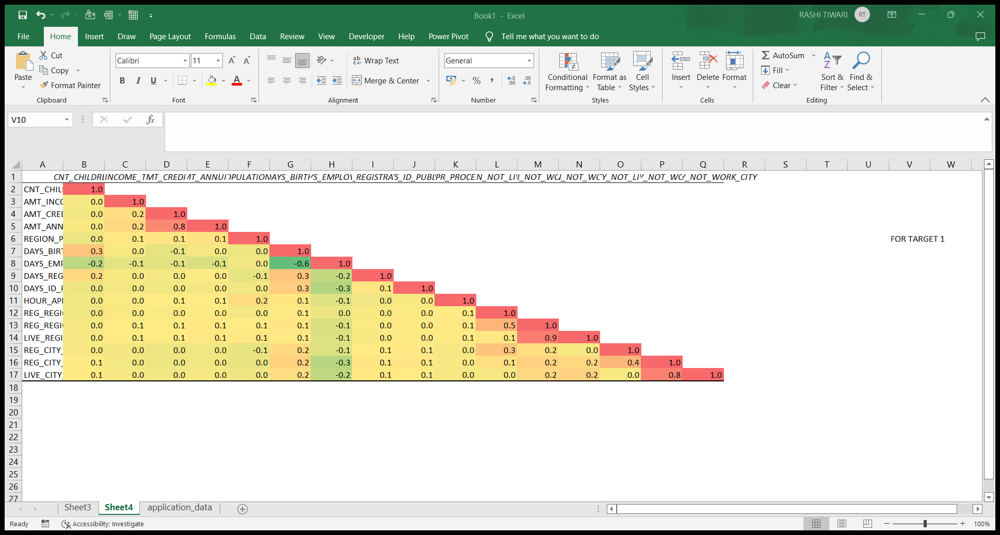 Book1 - Excel
RASHI TIWARI RT
File Home Insert Draw Page Layout Formulas Data Review View Developer Help Power Pivot Tell me what you want to do
Paste
Cut
Copy
Format Painter
Clipboard
Calibri 11
B I U A
Font
ab Wrap Text
Merge & Center
Alignment
General
%
Number
Conditional Formatting
Format as Table
Cell Styles
Styles
Insert Delete Format
Cells
AutoSum
Fill
Clear
Sort & Filter
Find & Select
Editing
V10 fx
A B C D E F G H I J K L M N O P Q R S T U V W
1 CNT_CHILDRE INCOME_T MT_CREDI MT_ANNUI OPULATION AYS_BIRTH S_EMPLOY _REGISTRA S_ID_PUBL PR_PROCE N_NOT_LI I_NOT_WC I_NOT_WC Y_NOT_LI Y_NOT_WC Y_NOT_WORK_CITY
2 CNT_CHIL 1.0
3 AMT_INCO 0.0 1.0
4 AMT_CRED 0.0 0.2 1.0
5 AMT_ANN 0.0 0.2 0.8 1.0
6 REGION_P 0.0 0.1 0.1 0.1 1.0 FOR TARGET 1
7 DAYS_BIRT 0.3 0.0 -0.1 0.0 0.0 1.0
8 DAYS_EMP -0.2 -0.1 -0.1 -0.1 0.0 -0.6 1.0
9 DAYS_REG 0.2 0.0 0.0 0.0 -0.1 0.3 -0.2 1.0
10 DAYS_ID_P 0.0 0.0 0.0 0.0 0.0 0.3 -0.3 0.1 1.0
11 HOUR_API 0.0 0.0 0.1 0.1 0.2 0.1 -0.1 0.0 0.0 1.0
12 REG_REGI 0.0 0.0 0.0 0.0 0.0 0.1 0.0 0.0 0.0 0.1 1.0
13 REG_REGI 0.0 0.1 0.1 0.1 0.1 0.1 -0.1 0.0 0.0 0.1 0.5 1.0
14 LIVE_REGI 0.0 0.1 0.1 0.1 0.1 0.1 -0.1 0.0 0.0 0.1 0.1 0.9 1.0
15 REG_CITY_ 0.0 0.0 0.0 0.0 -0.1 0.2 -0.1 0.1 0.1 0.0 0.3 0.2 0.0 1.0
16 REG_CITY_ 0.1 0.0 0.0 0.0 0.0 0.2 -0.3 0.1 0.1 0.0 0.1 0.2 0.2 0.4 1.0
17 LIVE_CITY_ 0.1 0.0 0.0 0.0 0.0 0.2 -0.2 0.1 0.1 0.0 0.0 0.2 0.2 0.0 0.8 1.0
18
19
20
21
22
23
24
25
26
27
Sheet3 Sheet4 application_data
Ready Accessibility: Investigate 100%